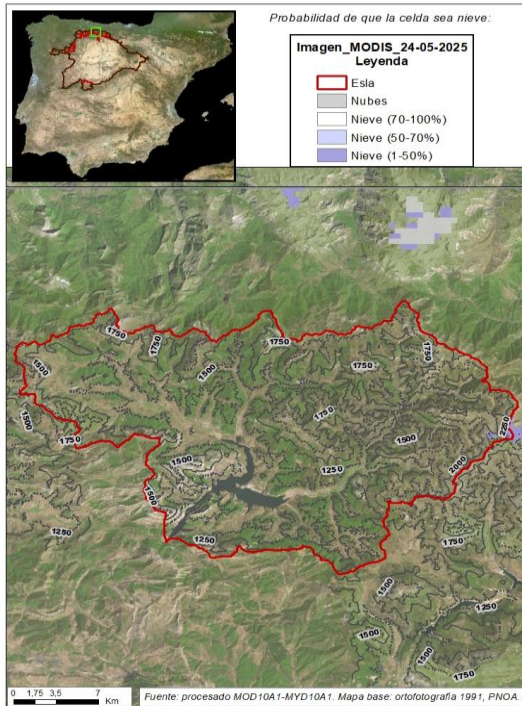 Probabilidad de que la celda sea nieve:
Imagen_MODIS_24-05-2025
Leyenda
Esla
Nubes
Nieve (70-100%)
Nieve (50-70%)
Nieve (1-50%)
1750
1750
1500
1500
1750
1750
1750
1500
1750
1750
1500
2250
1500
1250
2000
1500
1250
1250
1750
1500
1250
1500
1500
1750
0 1,75 3,5 7
Km
Fuente: procesado MOD10A1-MYD10A1. Mapa base: ortofotografía 1991, PNOA.